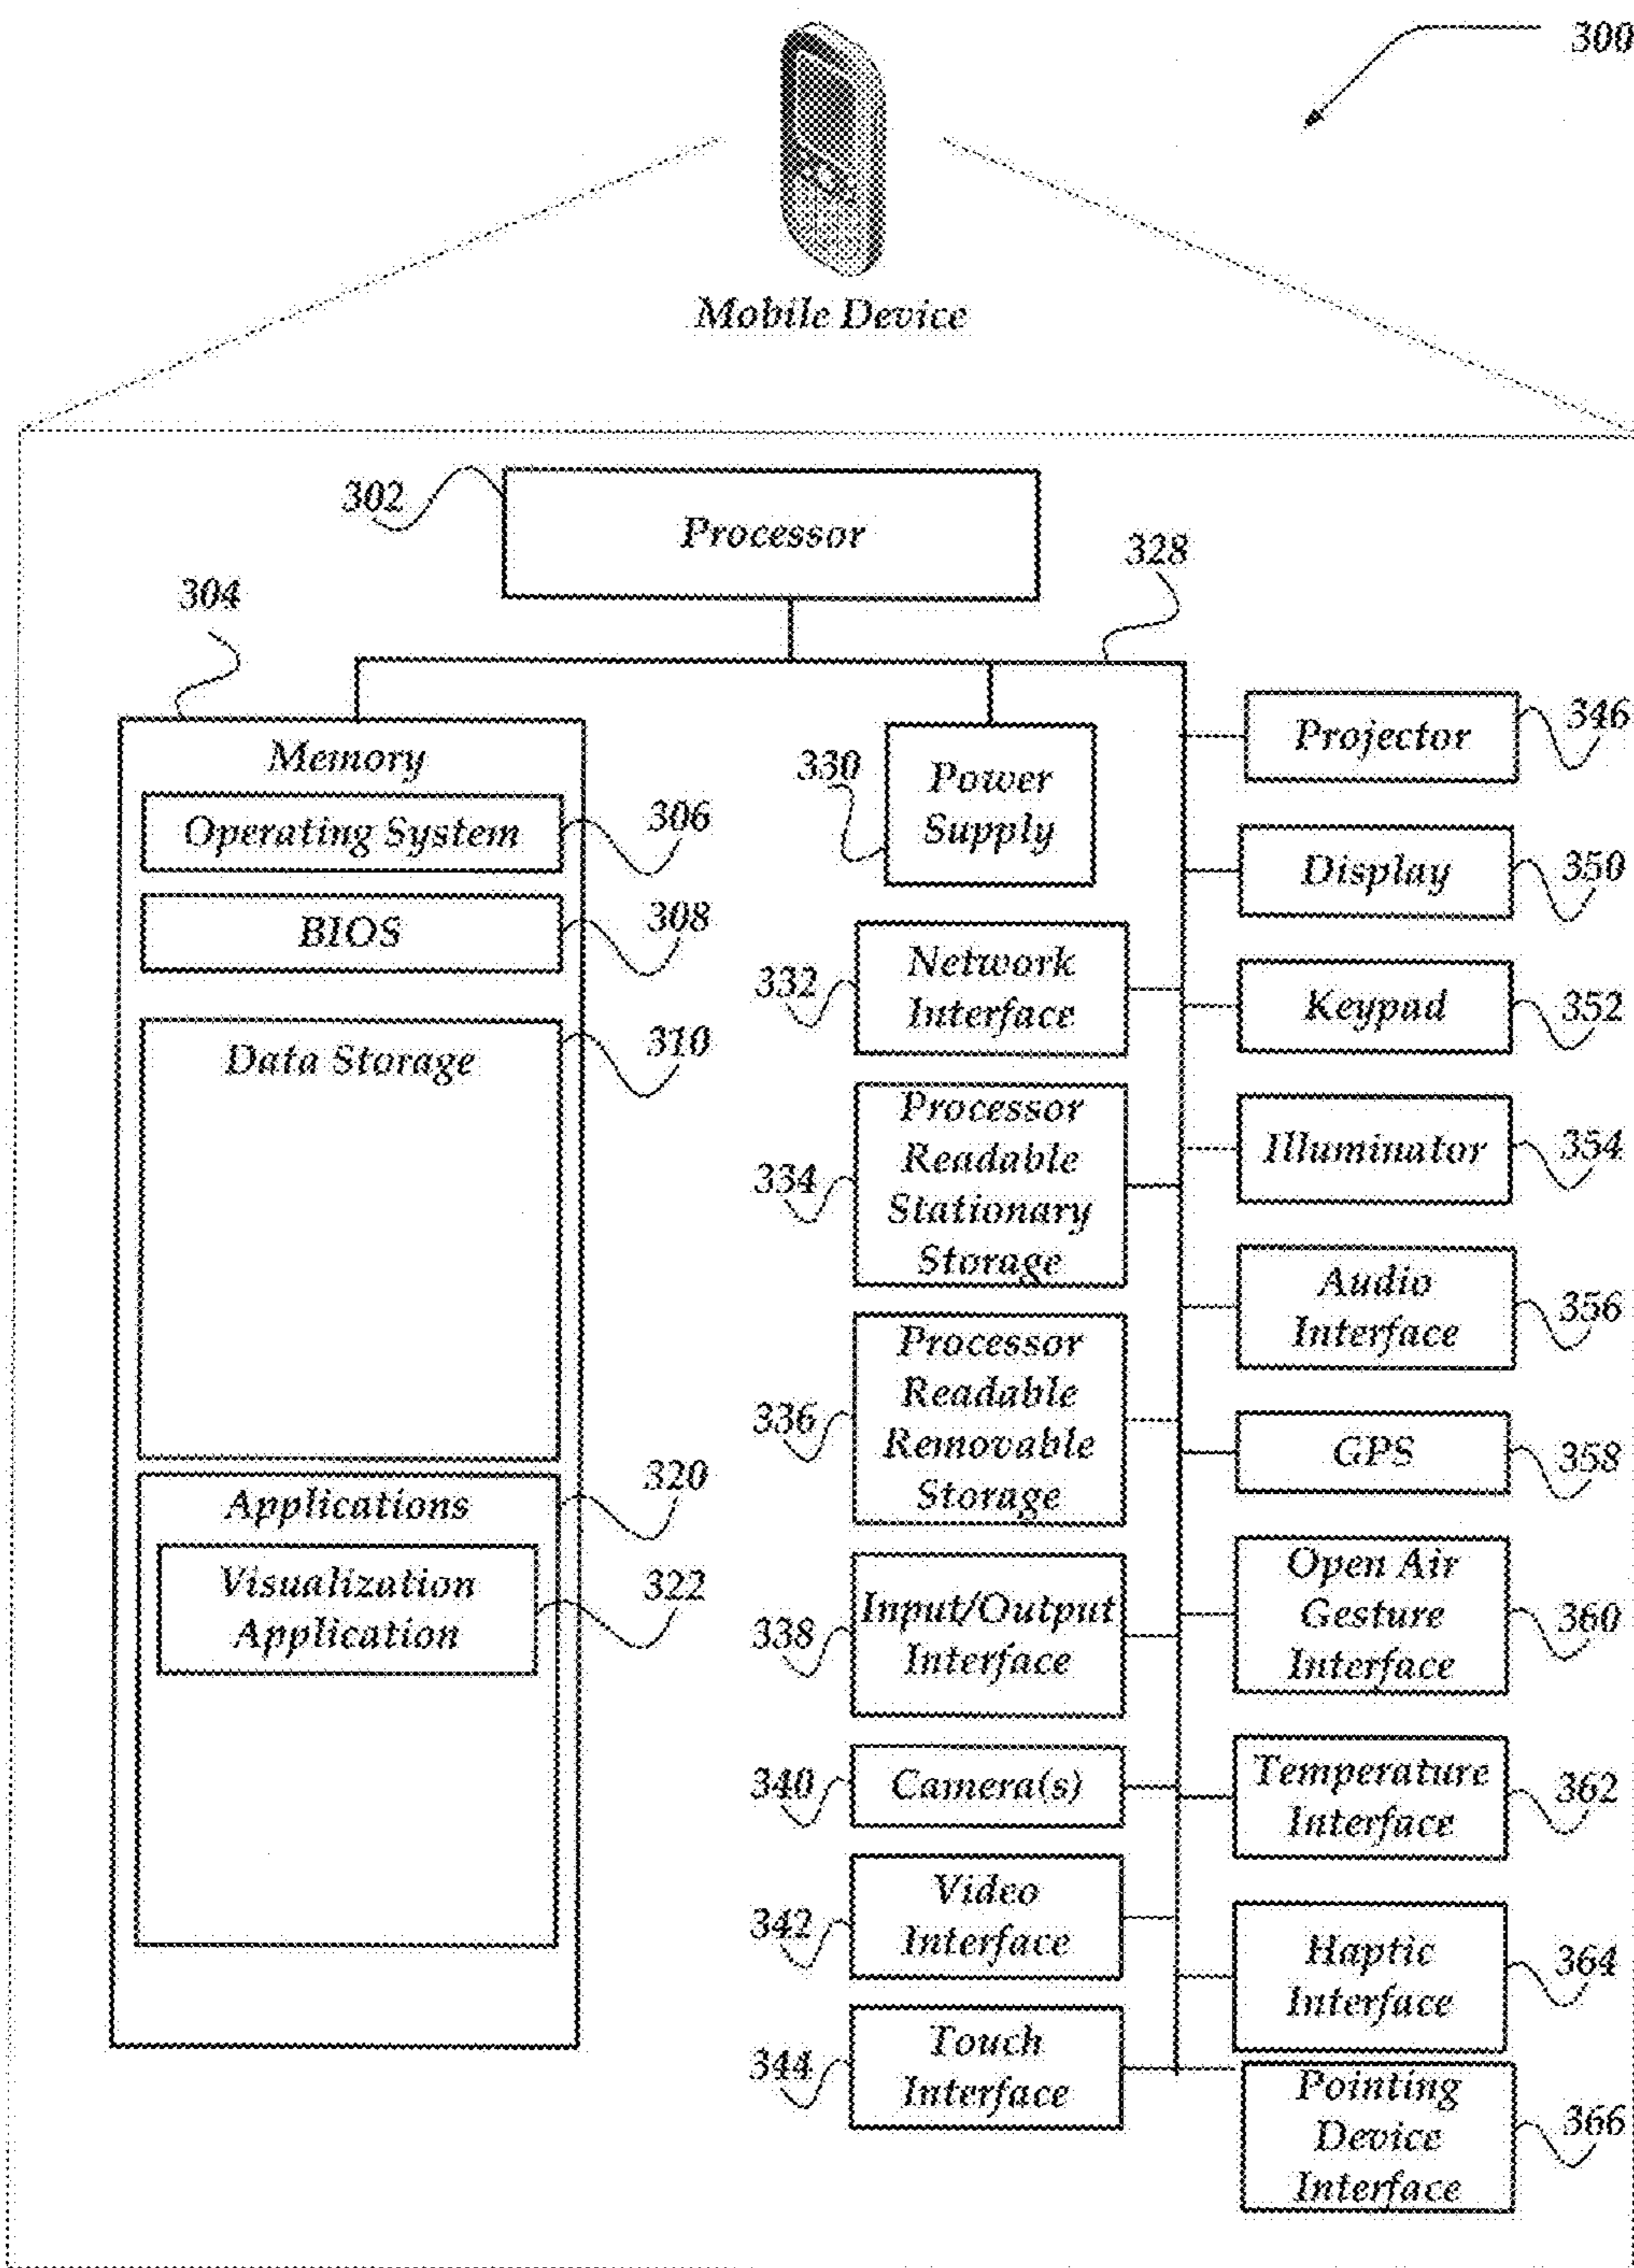 300
Mobile Device
302
Processor
328
304
Memory
Operating System
306
BIOS
308
Data Storage
310
Applications
320
Visualization
Application
322
330
Power
Supply
332
Network
Interface
334
Processor
Readable
Stationary
Storage
336
Processor
Readable
Removable
Storage
338
Input/Output
Interface
340
Camera(s)
342
Video
Interface
344
Touch
Interface
Projector
346
Display
350
Keypad
352
Illuminator
354
Audio
Interface
356
GPS
358
Open Air
Gesture
Interface
360
Temperature
Interface
362
Haptic
Interface
364
Pointing
Device
Interface
366